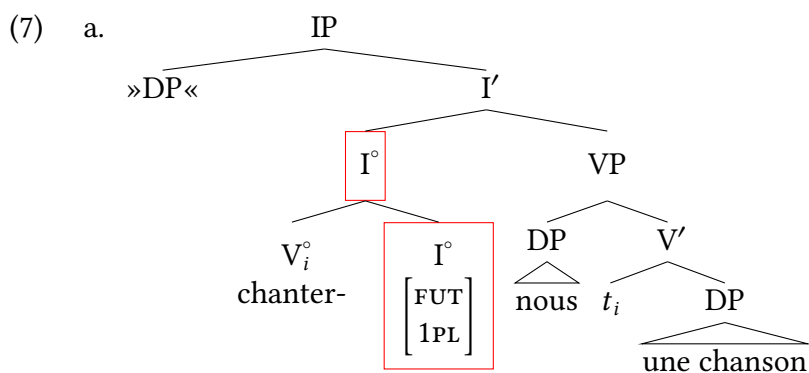 (7) a. IP
»DP« I′
I° VP
V°ᵢ I° DP V′
chanter- [FUT 1PL] nous tᵢ DP
une chanson